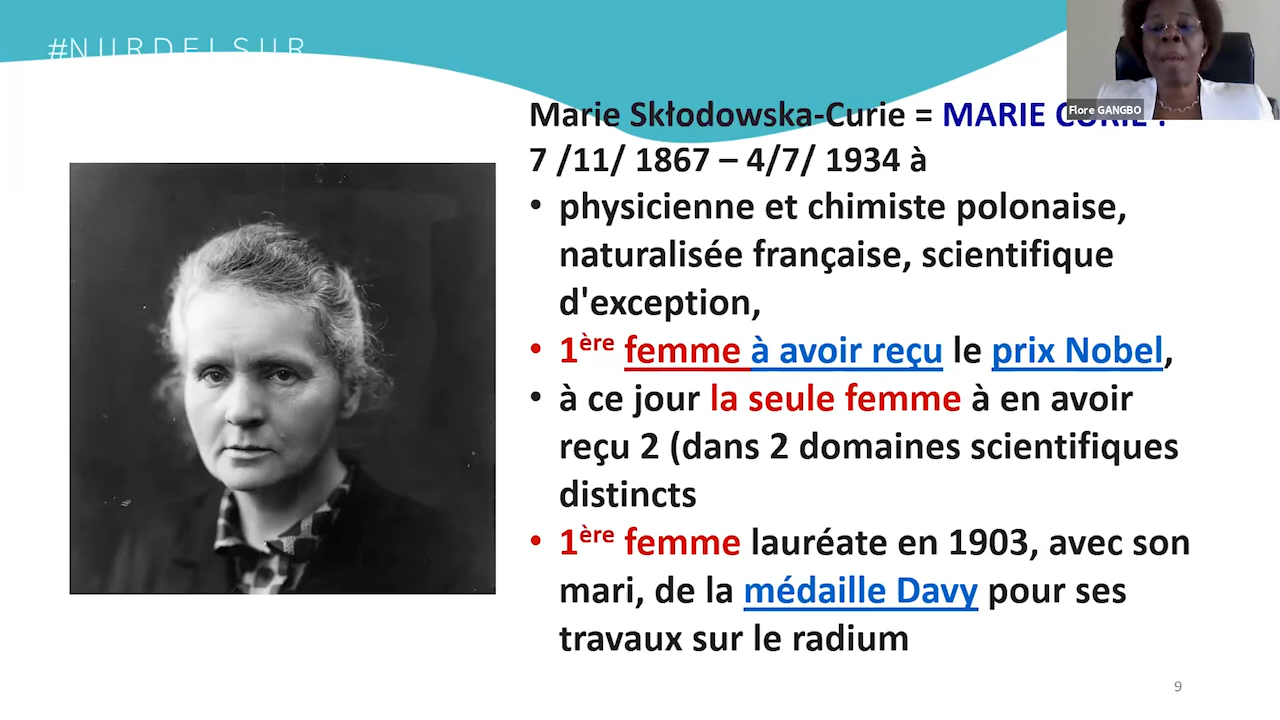 #NURDELSUR
Flore GANGBO
Marie Skłodowska-Curie = MARIE CURIE :
7 /11/ 1867 – 4/7/ 1934 à
• physicienne et chimiste polonaise,
naturalisée française, scientifique
d'exception,
• 1ère femme à avoir reçu le prix Nobel,
• à ce jour la seule femme à en avoir
reçu 2 (dans 2 domaines scientifiques
distincts
• 1ère femme lauréate en 1903, avec son
mari, de la médaille Davy pour ses
travaux sur le radium
9